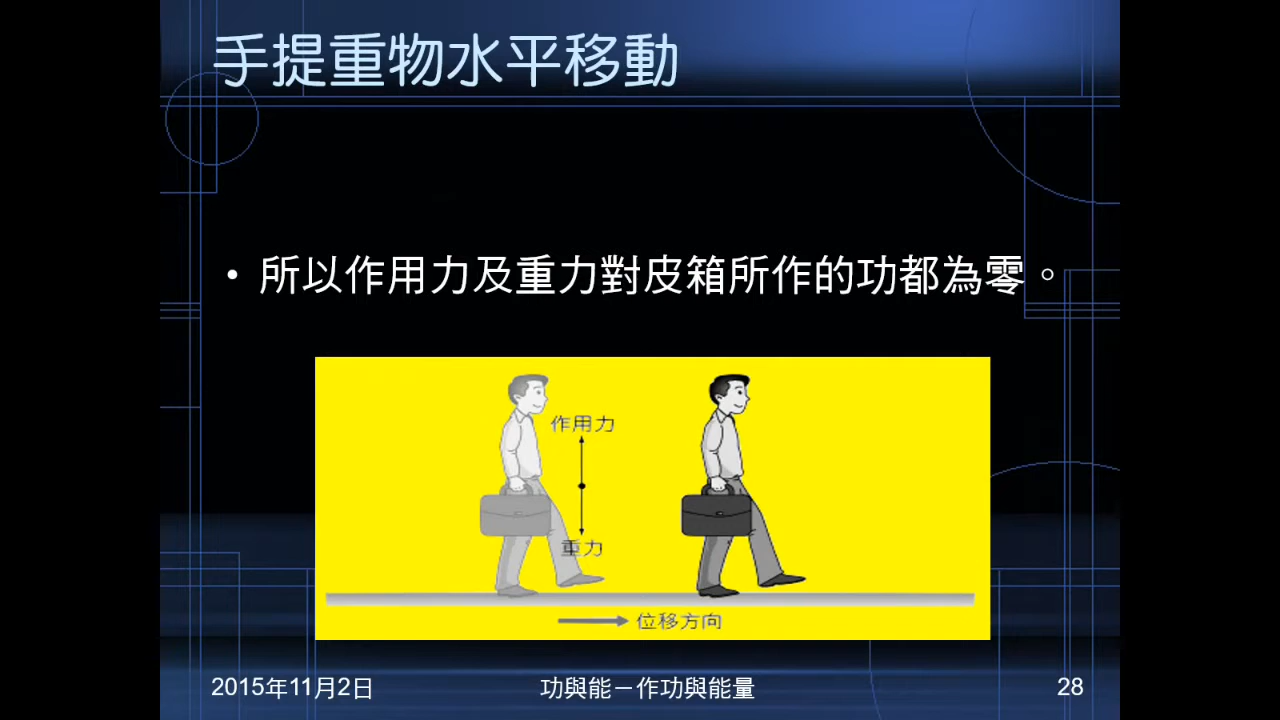 手提重物水平移動
• 所以作用力及重力對皮箱所作的功都為零。
作用力
重力
位移方向
2015年11月2日
功與能－作功與能量
28